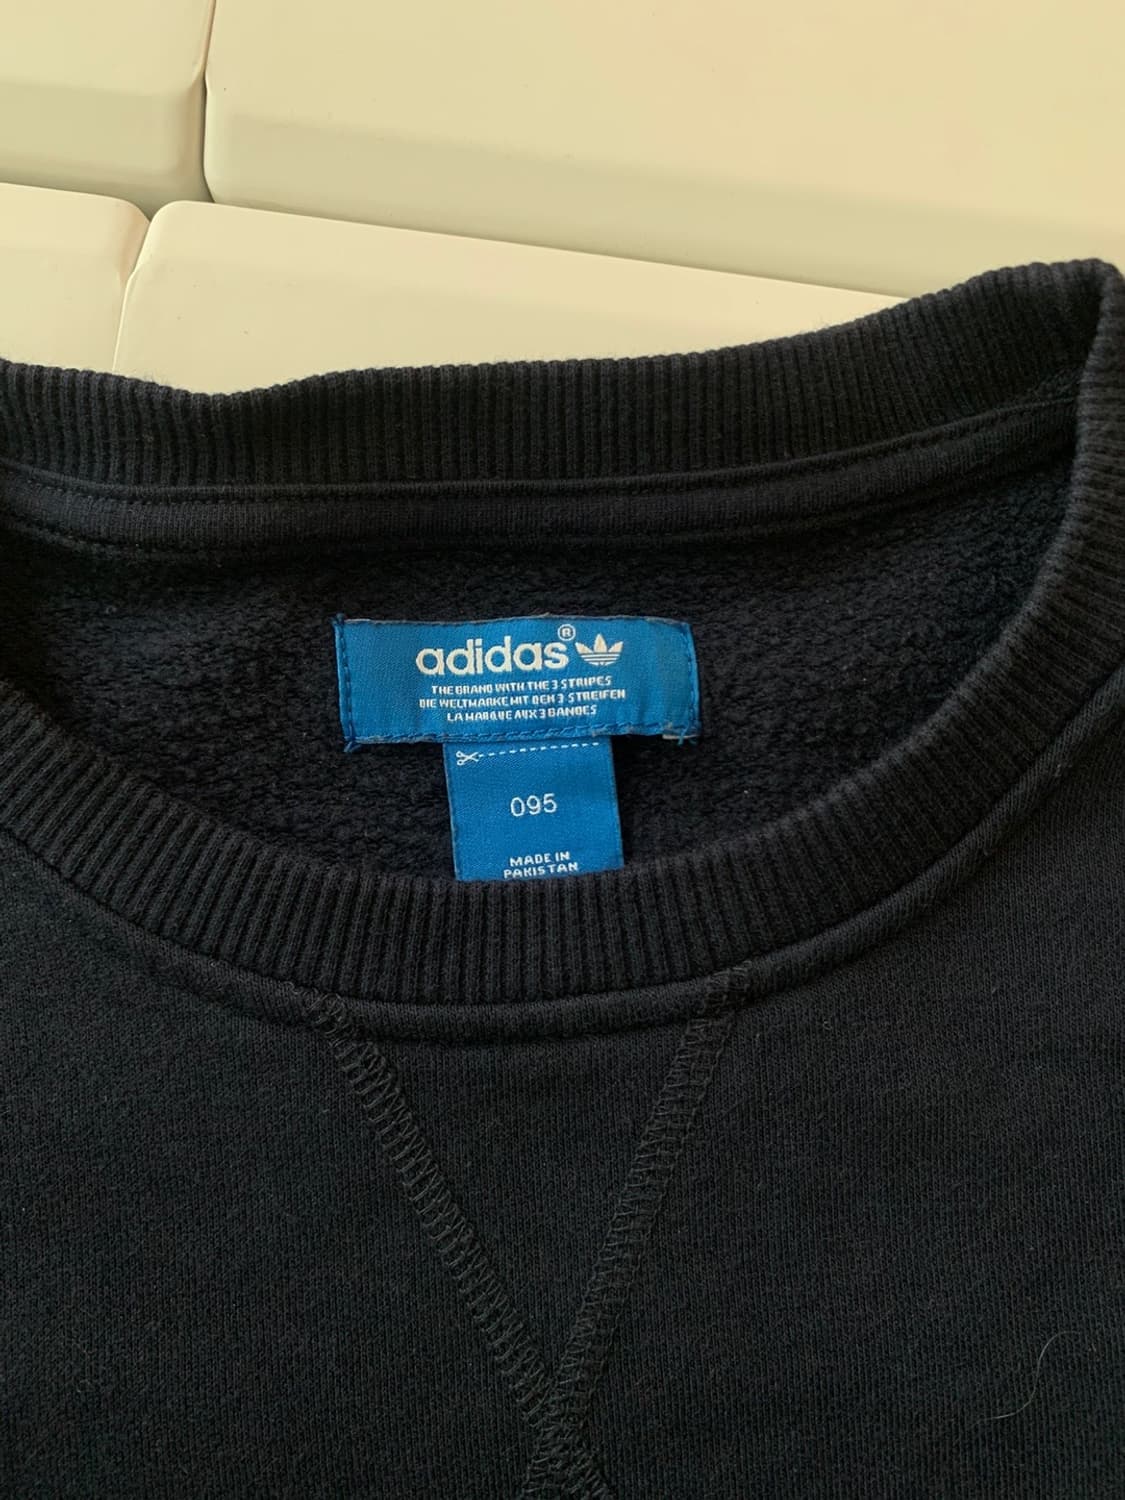 adidas®
THE BRAND WITH THE 3 STRIPES
DIE WELTMARKE MIT DEN 3 STREIFEN
LA MARQUE AUX 3 BANDES
095
MADE IN
PAKISTAN